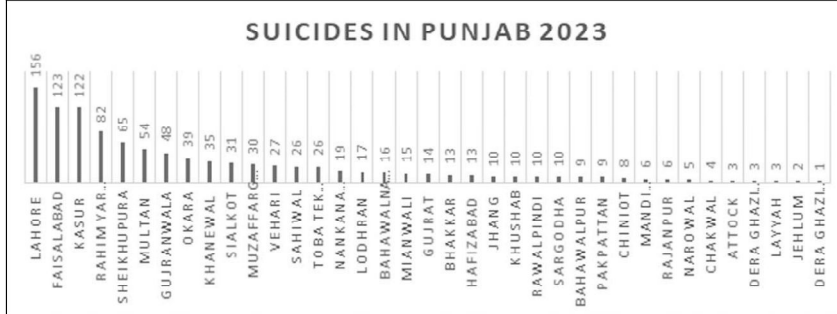 SUICIDES IN PUNJAB 2023
156
123
122
82
65
54
48
39
35
31
30
27
26
26
19
17
16
15
14
13
13
10
10
10
10
9
9
8
6
6
5
4
3
3
3
2
1
LAHORE
FAISALABAD
KASUR
RAHIMYAR...
SHEIKHUPURA
MULTAN
GUJRANWALA
OKARA
KHANEWAL
SIALKOT
MUZAFFARG...
VEHARI
SAHIWAL
TOBATEK...
NANKANA...
LODHRAN
BAHAWALNA...
MIANWALI
GUJRAT
BHAKKAR
HAFIZABAD
JHANG
KHUSHAB
RAWALPINDI
SARGODHA
BAHAWALPUR
PAKPATTAN
CHINIOT
MANDI...
RAJANPUR
NAROWAL
CHAKWAL
ATTOCK
DERA GHAZI...
LAYYAH
JEHLUM
DERA GHAZI...